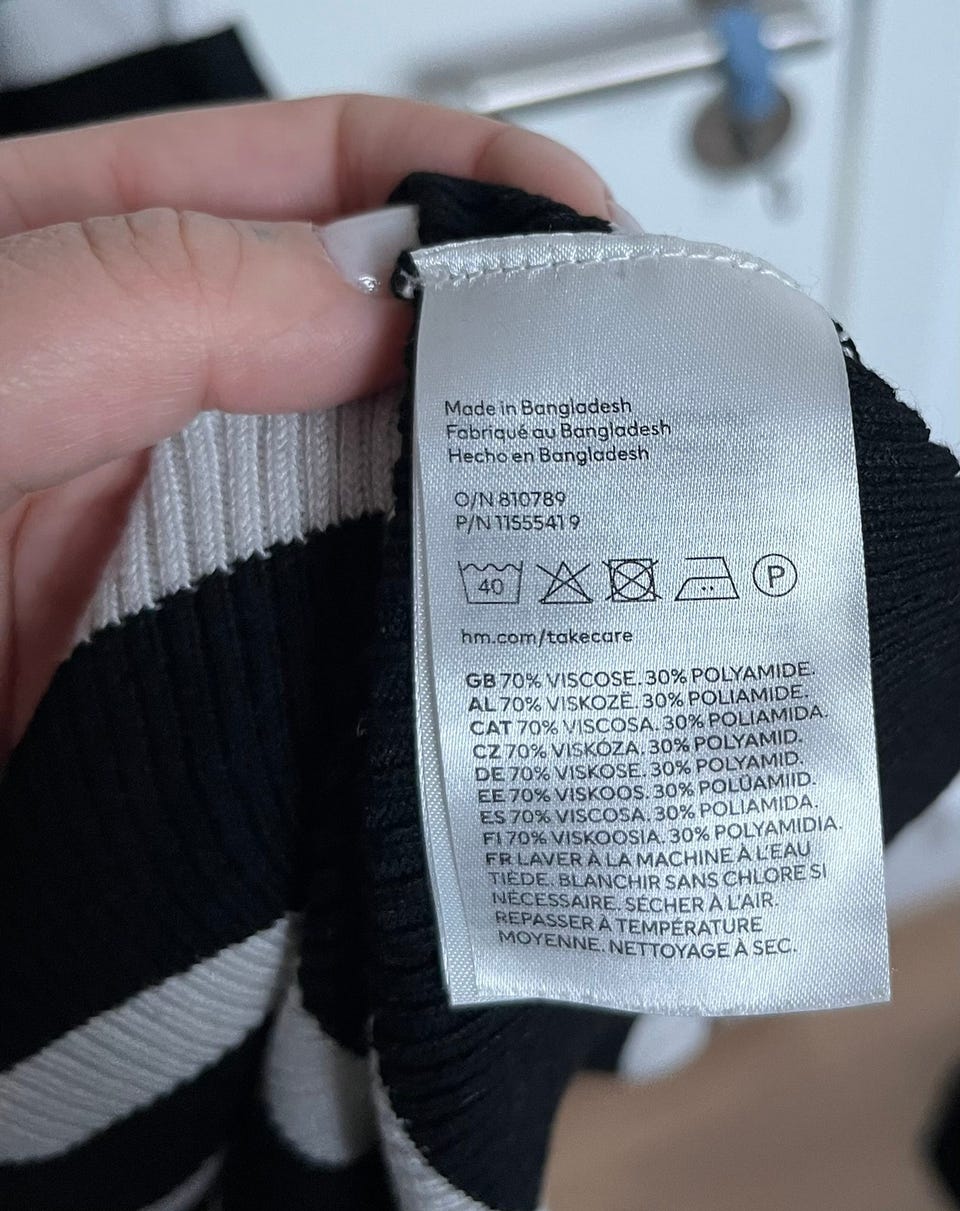 Made in Bangladesh
Fabriqué au Bangladesh
Hecho en Bangladesh
O/N 810789
P/N 1155541 9
40 P
hm.com/takecare
GB 70% VISCOSE. 30% POLYAMIDE.
AL 70% VISKOZË. 30% POLIAMIDE.
CAT 70% VISCOSA. 30% POLIAMIDA.
CZ 70% VISKOZA. 30% POLYAMID.
DE 70% VISKOSE. 30% POLYAMID.
EE 70% VISKOOS. 30% POLÜAMIID.
ES 70% VISCOSA. 30% POLIAMIDA.
FI 70% VISKOOSIA. 30% POLYAMIDIA.
FR LAVER À LA MACHINE À L'EAU
TIÈDE. BLANCHIR SANS CHLORE SI
NÉCESSAIRE. SÉCHER À L'AIR.
REPASSER À TEMPÉRATURE
MOYENNE. NETTOYAGE À SEC.